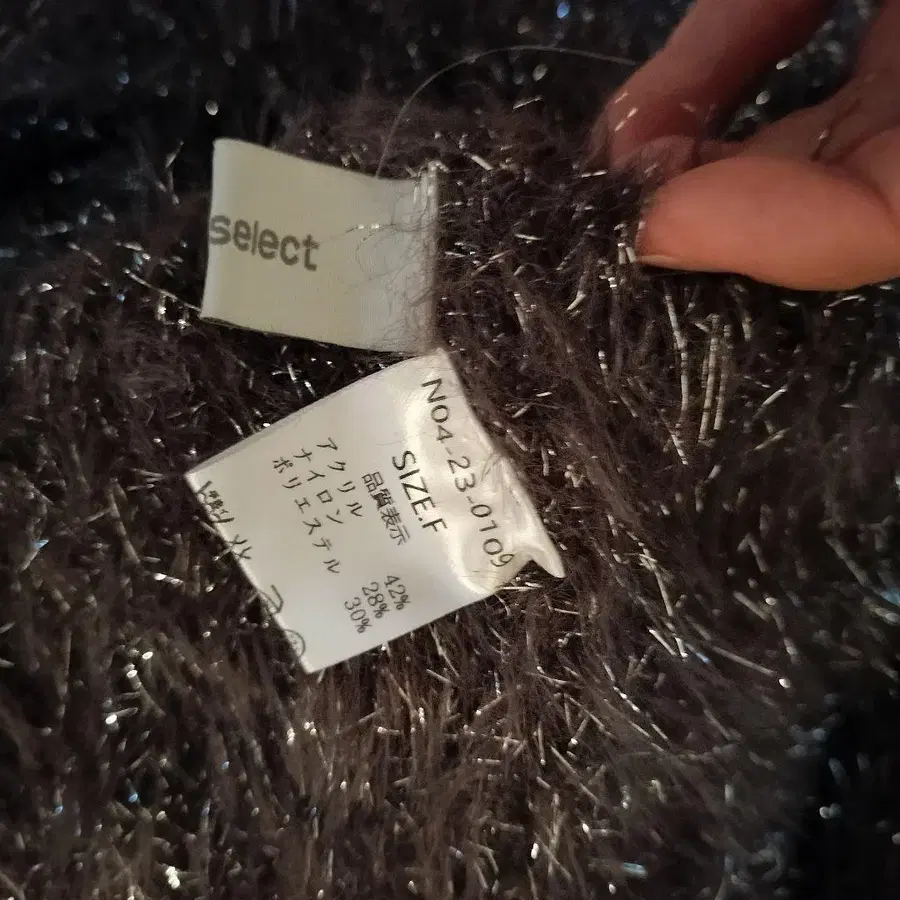 select
N04-23-0109
SIZE.F
品質表示
アクリル 42%
ナイロン 28%
ポリエステル 30%